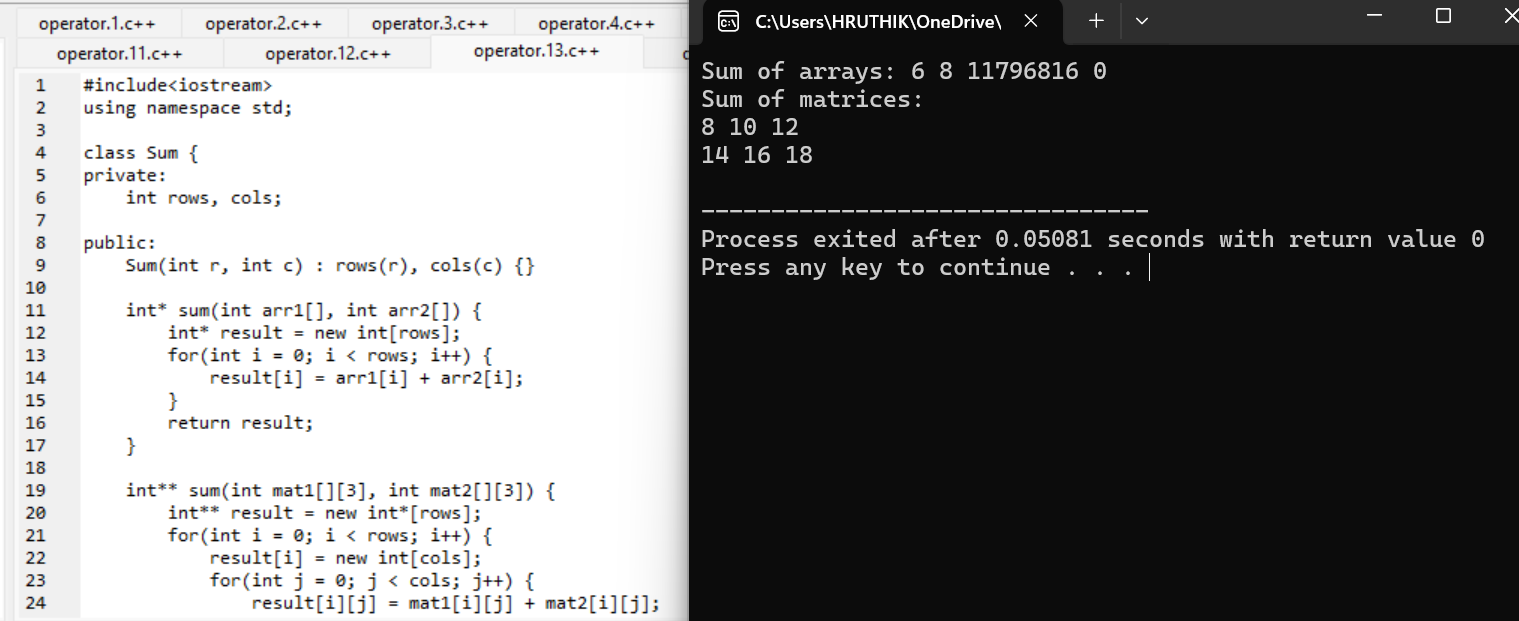 operator.1.c++ operator.2.c++ operator.3.c++ operator.4.c++
operator.11.c++ operator.12.c++ operator.13.c++
1 #include<iostream>
2 using namespace std;
3
4 class Sum {
5 private:
6     int rows, cols;
7
8 public:
9     Sum(int r, int c) : rows(r), cols(c) {}
10
11     int* sum(int arr1[], int arr2[]) {
12         int* result = new int[rows];
13         for(int i = 0; i < rows; i++) {
14             result[i] = arr1[i] + arr2[i];
15         }
16         return result;
17     }
18
19     int** sum(int mat1[][3], int mat2[][3]) {
20         int** result = new int*[rows];
21         for(int i = 0; i < rows; i++) {
22             result[i] = new int[cols];
23             for(int j = 0; j < cols; j++) {
24                 result[i][j] = mat1[i][j] + mat2[i][j];
C:\Users\HRUTHIK\OneDrive\
Sum of arrays: 6 8 11796816 0
Sum of matrices:
8 10 12
14 16 18
--------------------------------
Process exited after 0.05081 seconds with return value 0
Press any key to continue . . .